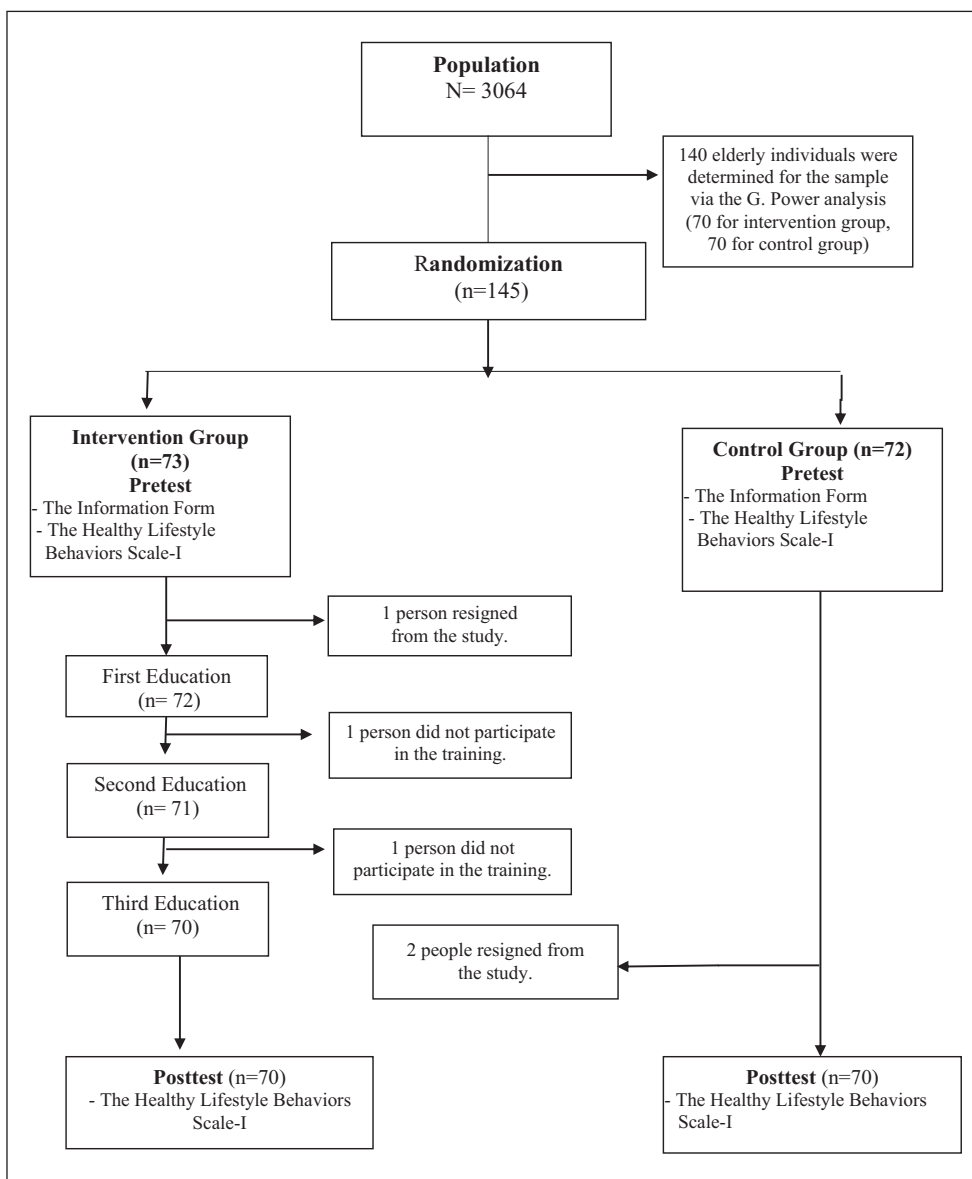 Population
N= 3064
140 elderly individuals were
determined for the sample
via the G. Power analysis
(70 for intervention group,
70 for control group)
Randomization
(n=145)
Intervention Group
(n=73)
Pretest
- The Information Form
- The Healthy Lifestyle
Behaviors Scale-I
Control Group (n=72)
Pretest
- The Information Form
- The Healthy Lifestyle
Behaviors Scale-I
1 person resigned
from the study.
First Education
(n= 72)
1 person did not participate
in the training.
Second Education
(n= 71)
1 person did not
participate in the training.
Third Education
(n= 70)
2 people resigned from
the study.
Posttest (n=70)
- The Healthy Lifestyle Behaviors
Scale-I
Posttest (n=70)
- The Healthy Lifestyle Behaviors
Scale-I